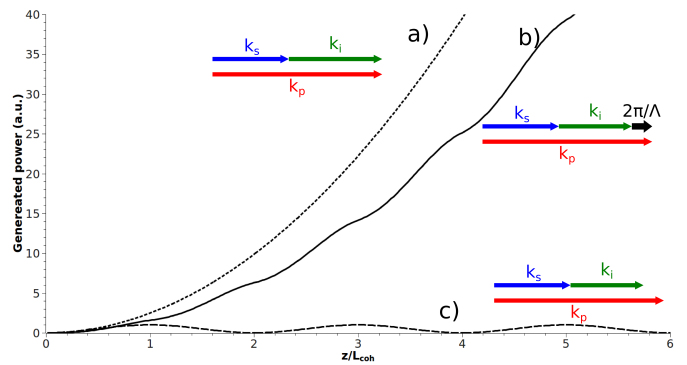 40
35
30
25
20
15
10
5
0
Genereated power (a.u.)
a)
b)
c)
k_s k_i
k_p
k_s k_i 2π/Λ
k_p
k_s k_i
k_p
0 1 2 3 4 5 6
z/L_coh